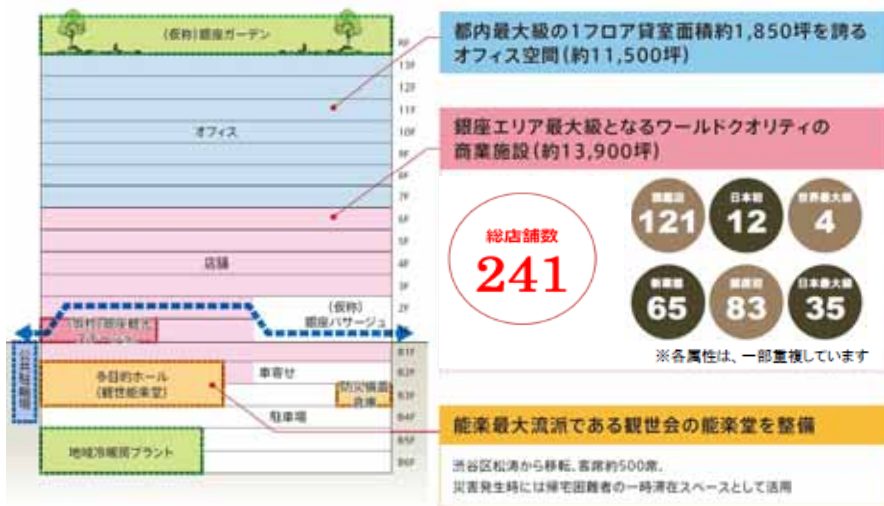 (仮称)銀座ガーデン
RF
13F
12F
11F
10F
9F
8F
7F
6F
5F
4F
3F
2F
オフィス
店舗
(仮称)
銀座パサージュ
B1F
B2F
B3F
B4F
B5F
B6F
車寄せ
多目的ホール
(観世能楽堂)
防災備蓄
倉庫
駐車場
地域冷暖房プラント
都内最大級の1フロア貸室面積約1,850坪を誇る
オフィス空間(約11,500坪)
銀座エリア最大級となるワールドクオリティの
商業施設(約13,900坪)
総店舗数
241
旗艦店
121
日本初
12
世界最大級
4
新業態
65
銀座初
83
日本最大級
35
※各属性は、一部重複しています
能楽最大流派である観世会の能楽堂を整備
渋谷区松濤から移転。客席約500席。
災害発生時には帰宅困難者の一時滞在スペースとして活用